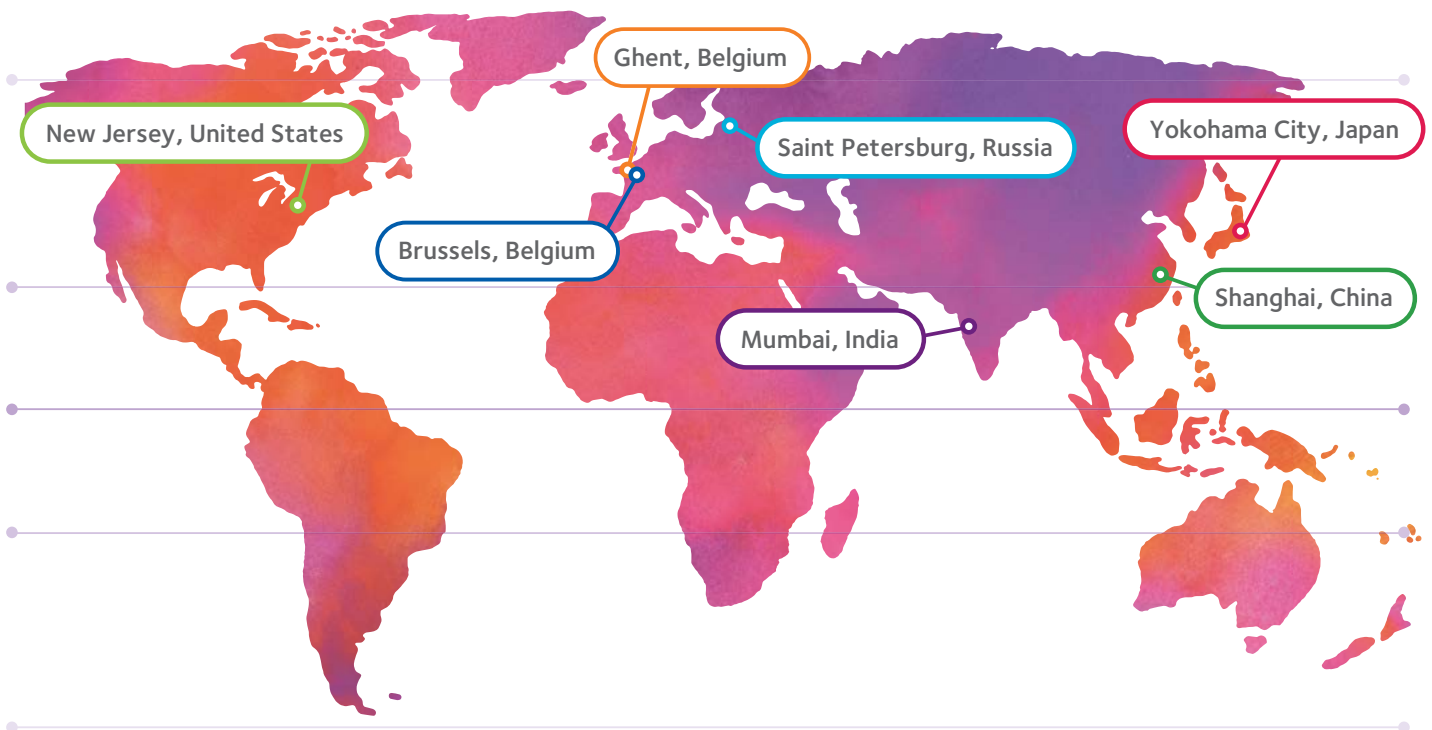 Ghent, Belgium
New Jersey, United States
Saint Petersburg, Russia
Yokohama City, Japan
Brussels, Belgium
Shanghai, China
Mumbai, India